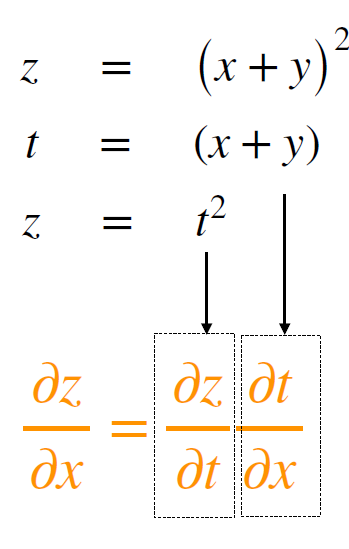 z = (x + y)²
t = (x + y)
z = t²
∂z/∂x = ∂z/∂t ∂t/∂x